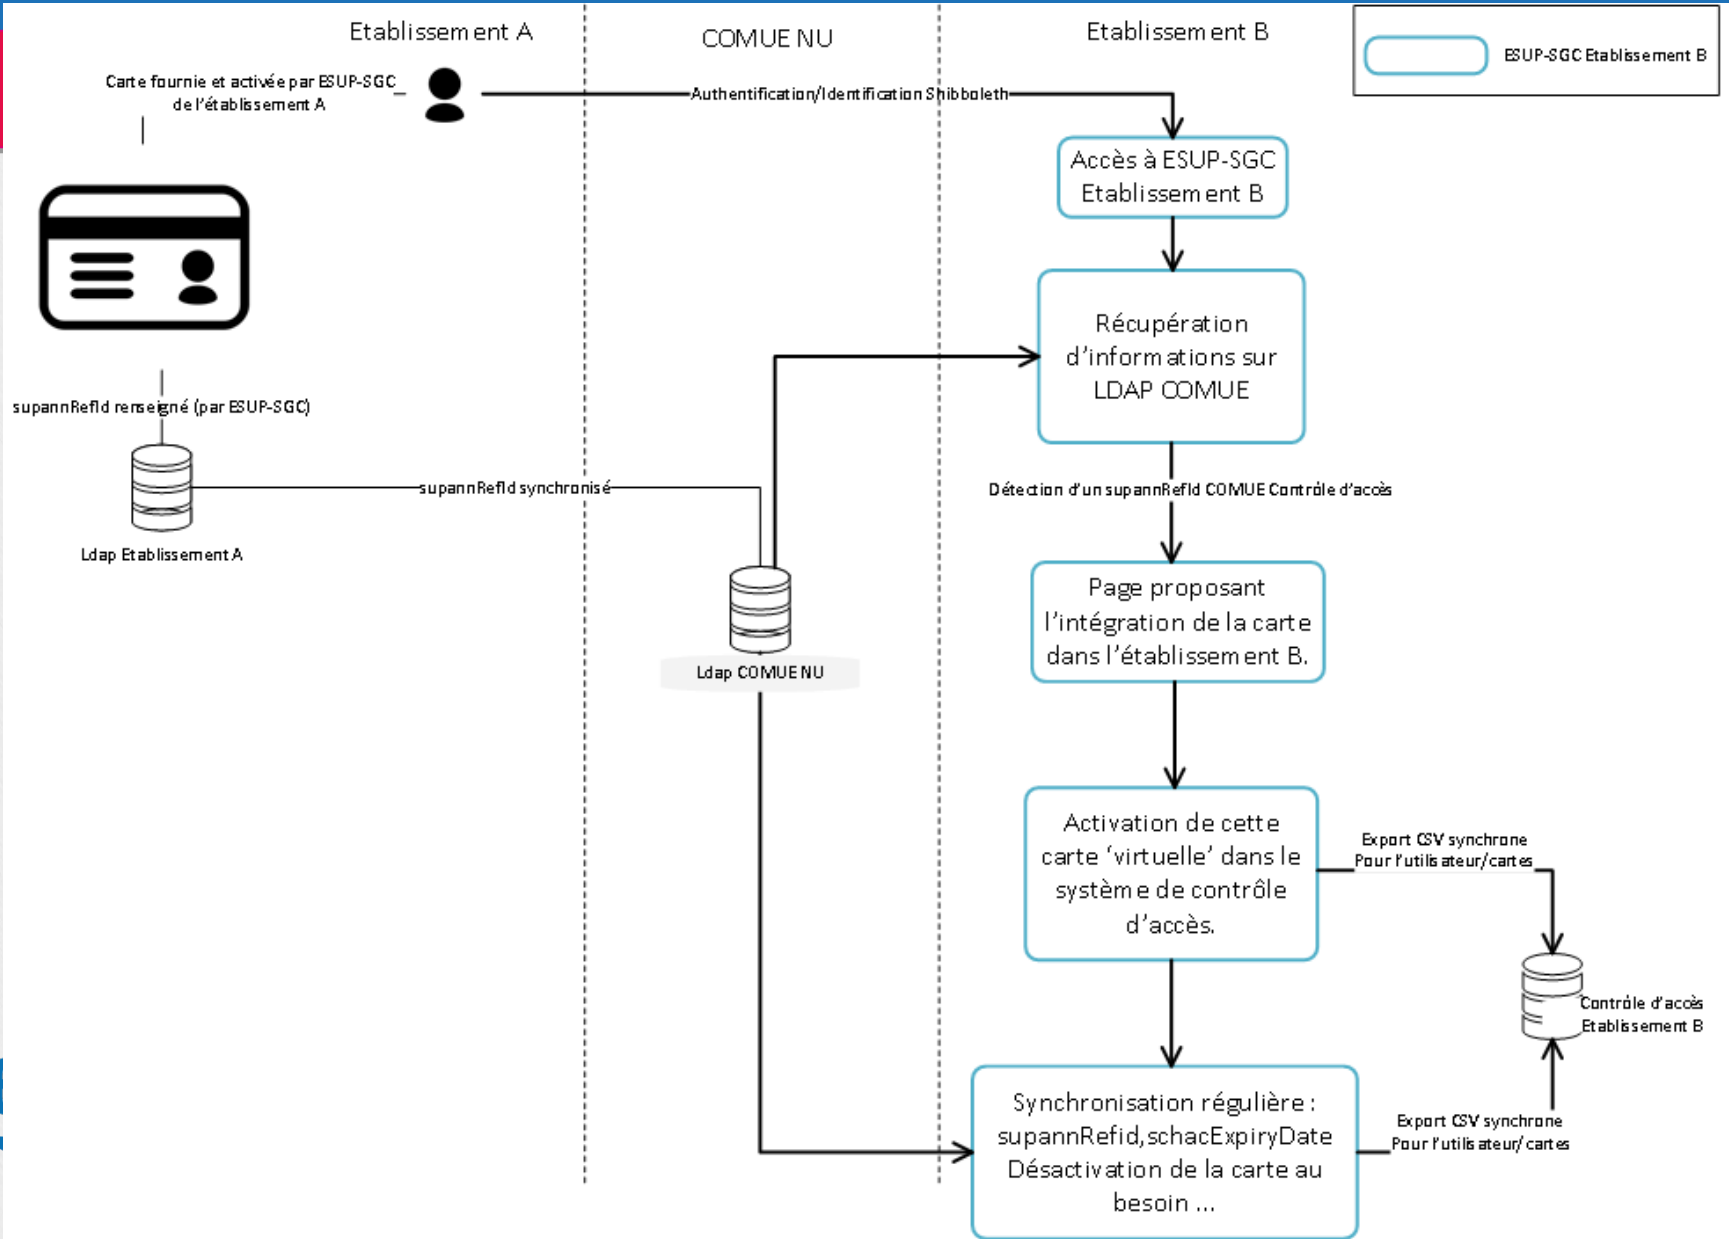 Etablissement A
COMUE NU
Etablissement B
ESUP-SGC Etablissement B
Carte fournie et activée par ESUP-SGC
de l'établissement A
Authentification/Identification Shibboleth
Accès à ESUP-SGC
Etablissement B
Récupération
d'informations sur
LDAP COMUE
supannRefId renseigné (par ESUP-SGC)
supannRefId synchronisé
Détection d'un supannRefId COMUE Contrôle d'accès
Ldap Etablissement A
Page proposant
l'intégration de la carte
dans l'établissement B.
Ldap COMUE NU
Activation de cette
carte ‘virtuelle’ dans le
système de contrôle
d'accès.
Export CSV synchrone
Pour l'utilisateur/cartes
Contrôle d'accès
Etablissement B
Synchronisation régulière :
supannRefid,schacExpiryDate
Désactivation de la carte au
besoin ...
Export CSV synchrone
Pour l'utilisateur/cartes